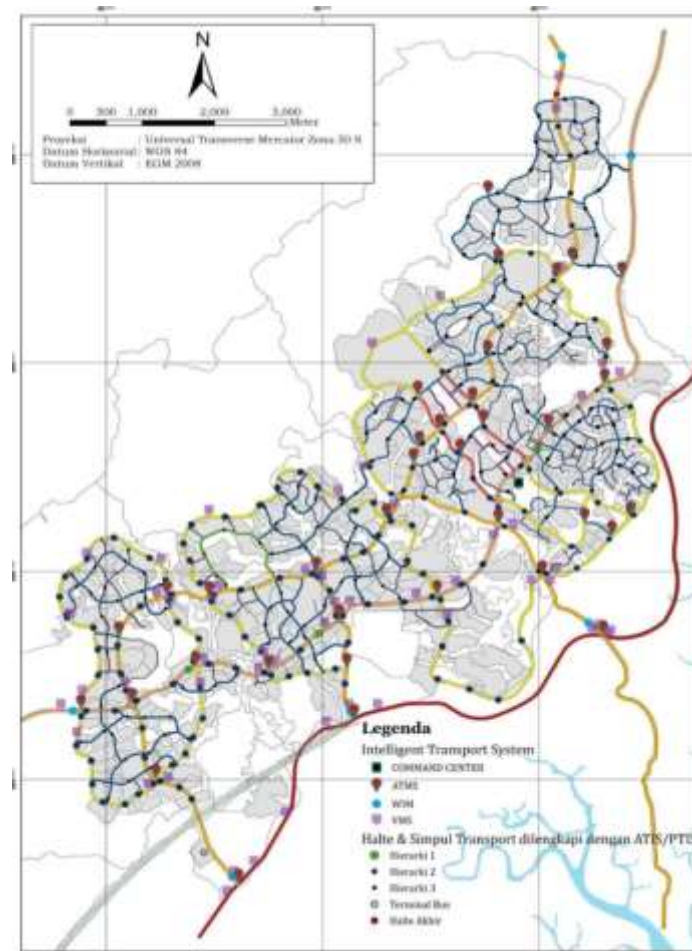 N
0 500 1,000 2,000 3,000
Meter
Proyeksi : Universal Transverse Mercator Zona 50 N
Datum Horizontal : WGS 84
Datum Vertikal : EGM 2008
Legenda
Intelligent Transport System
COMMAND CENTER
ATMS
WIM
VMS
Halte & Simpul Transport dilengkapi dengan ATIS/PTIS
Hierarki 1
Hierarki 2
Hierarki 3
Terminal Bus
Halte Akhir